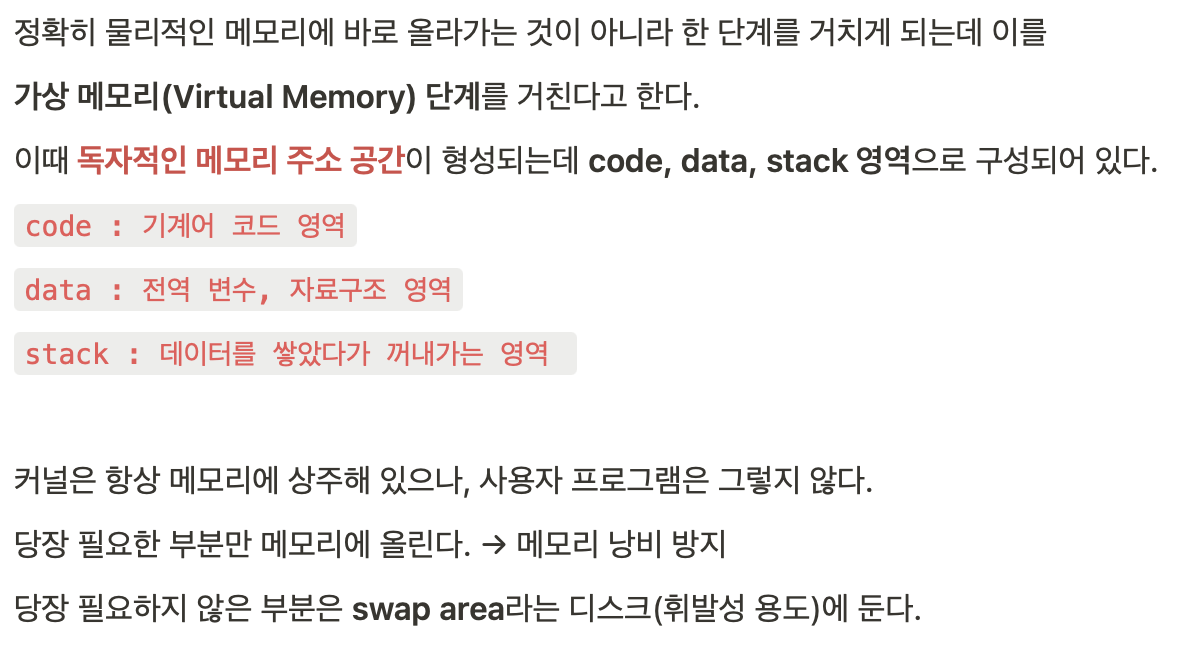 정확히 물리적인 메모리에 바로 올라가는 것이 아니라 한 단계를 거치게 되는데 이를
가상 메모리(Virtual Memory) 단계를 거친다고 한다.
이때 독자적인 메모리 주소 공간이 형성되는데 code, data, stack 영역으로 구성되어 있다.
code : 기계어 코드 영역
data : 전역 변수, 자료구조 영역
stack : 데이터를 쌓았다가 꺼내가는 영역
커널은 항상 메모리에 상주해 있으나, 사용자 프로그램은 그렇지 않다.
당장 필요한 부분만 메모리에 올린다. → 메모리 낭비 방지
당장 필요하지 않은 부분은 swap area라는 디스크(휘발성 용도)에 둔다.